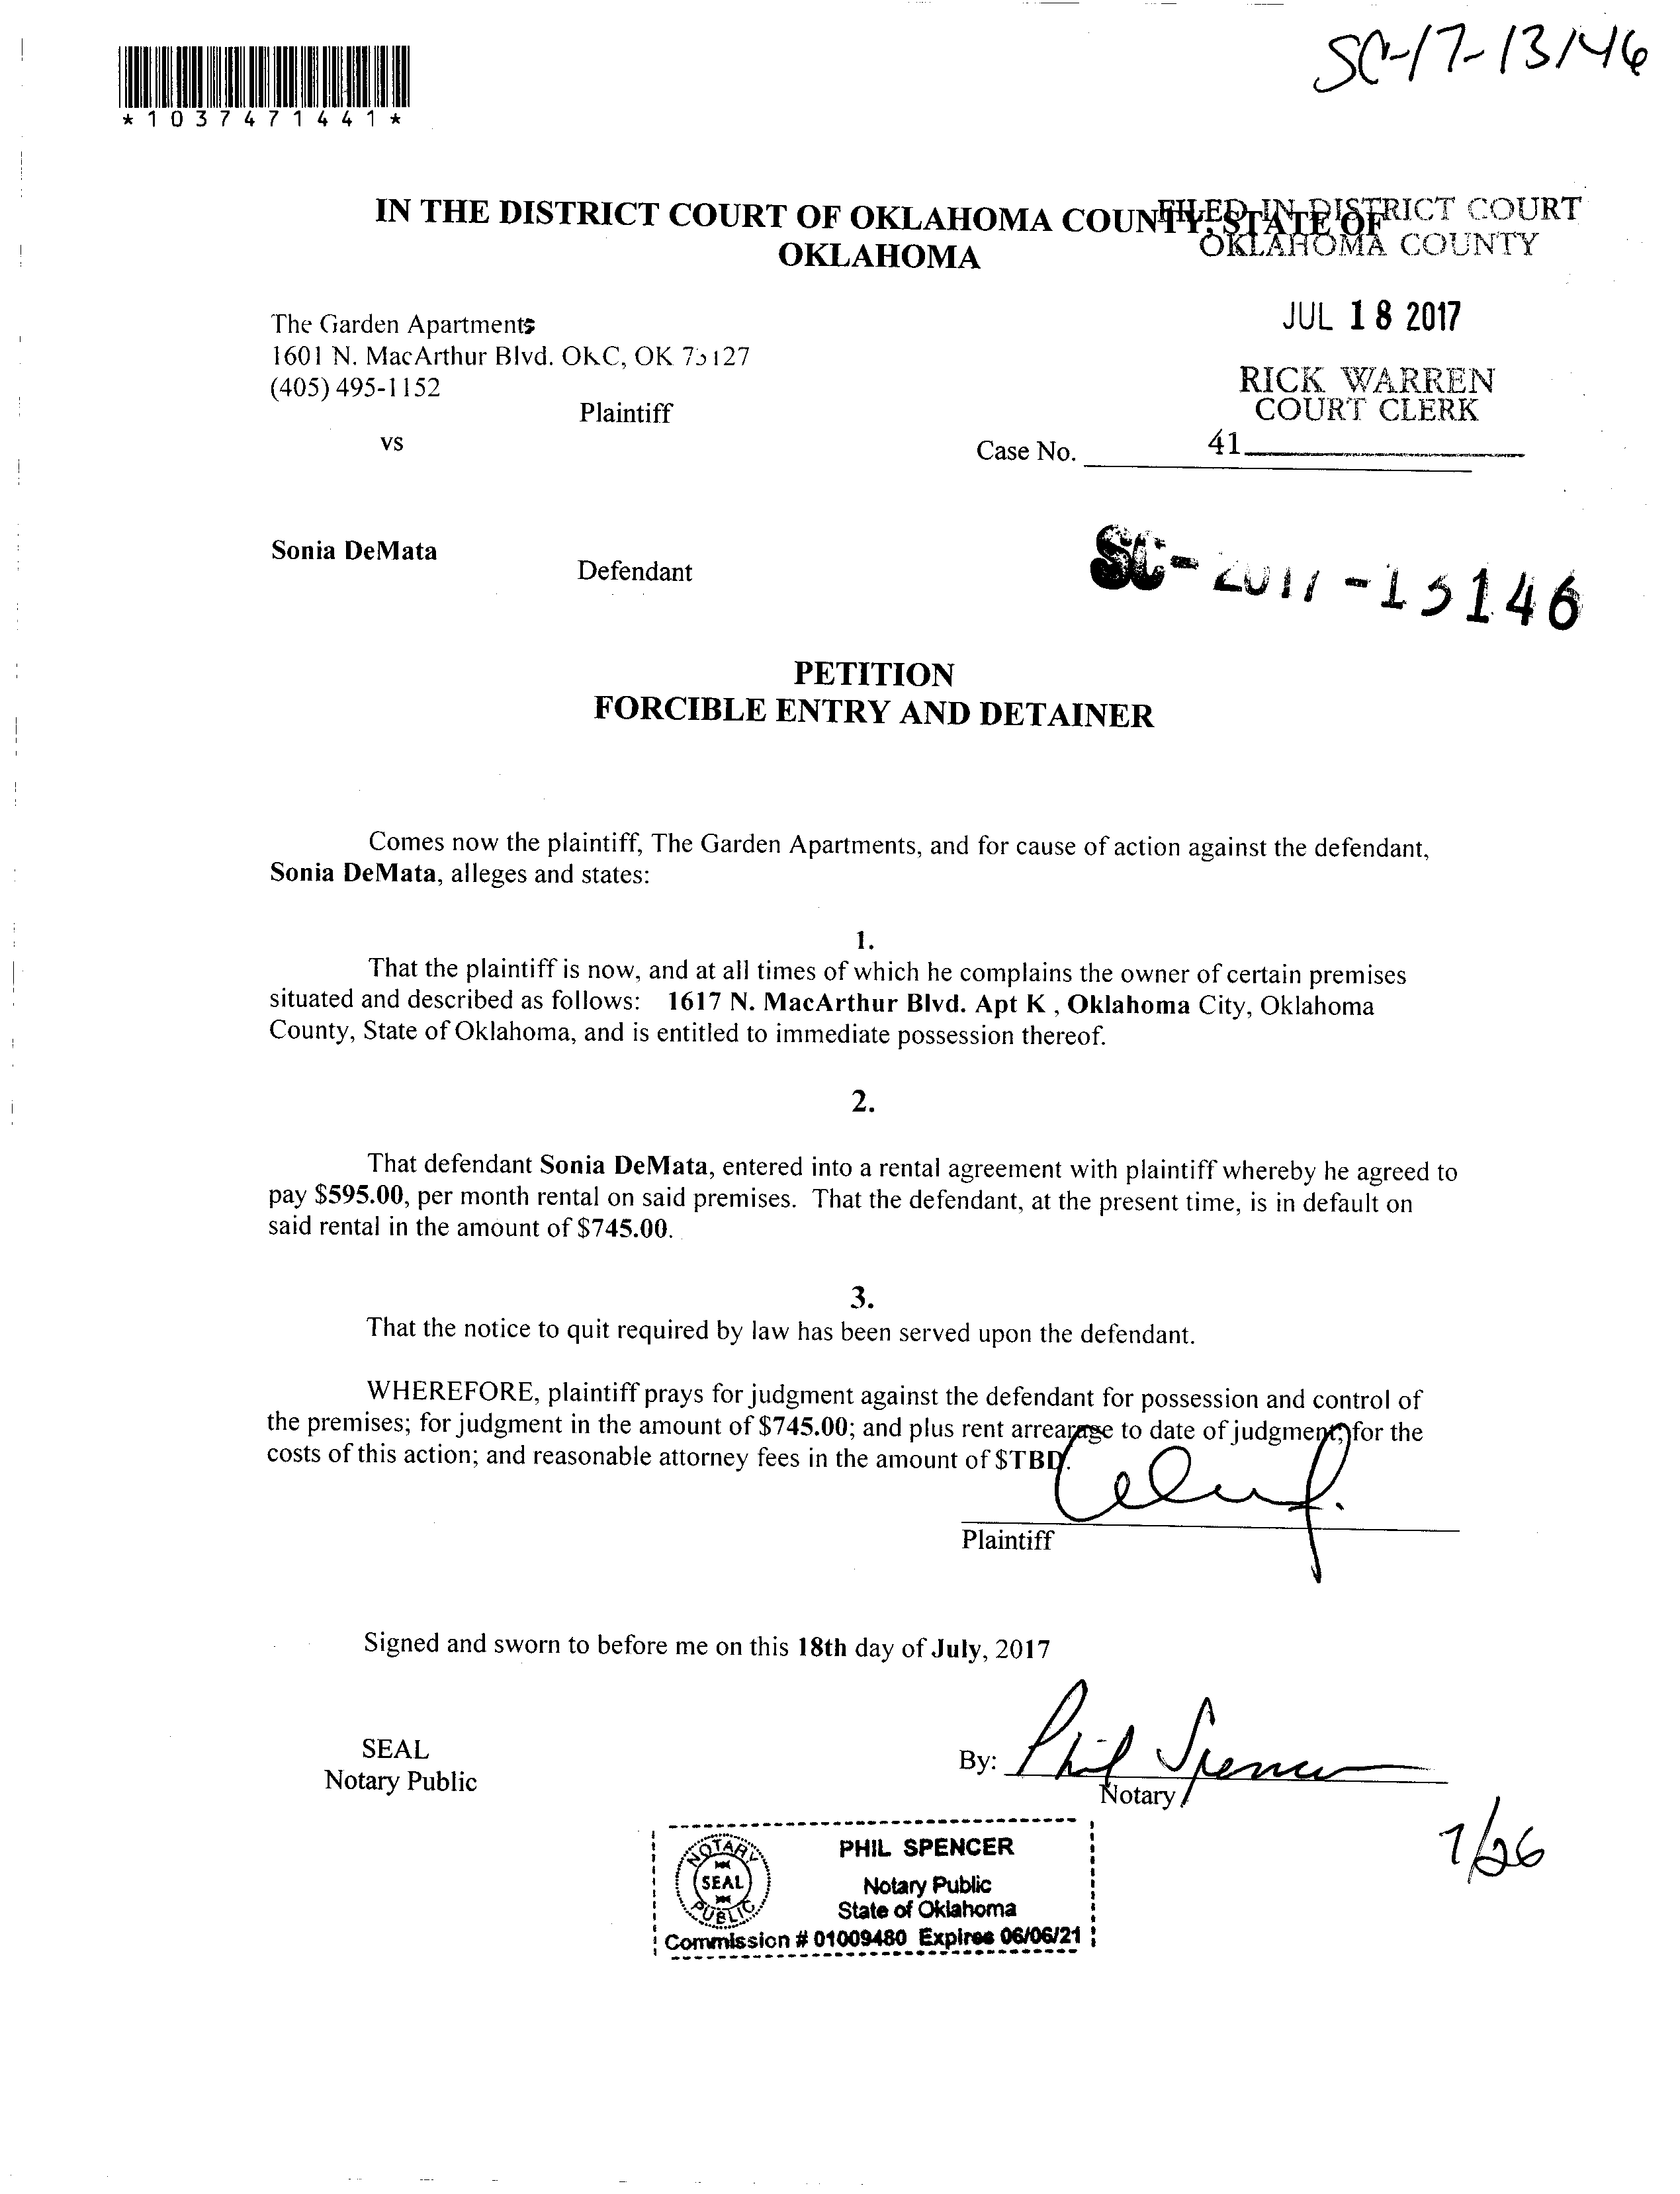 SC-17-13146
*1037471441*
IN THE DISTRICT COURT OF OKLAHOMA COUNTY, STATE OF
OKLAHOMA
FILED IN DISTRICT COURT
OKLAHOMA COUNTY
JUL 18 2017
RICK WARREN
COURT CLERK
41
The Garden Apartments
1601 N. MacArthur Blvd. OKC, OK 73127
(405) 495-1152
Plaintiff
vs
Case No.
Sonia DeMata
Defendant
SC-2017-13146
PETITION
FORCIBLE ENTRY AND DETAINER
Comes now the plaintiff, The Garden Apartments, and for cause of action against the defendant,
Sonia DeMata, alleges and states:
1.
That the plaintiff is now, and at all times of which he complains the owner of certain premises
situated and described as follows: 1617 N. MacArthur Blvd. Apt K , Oklahoma City, Oklahoma
County, State of Oklahoma, and is entitled to immediate possession thereof.
2.
That defendant Sonia DeMata, entered into a rental agreement with plaintiff whereby he agreed to
pay $595.00, per month rental on said premises. That the defendant, at the present time, is in default on
said rental in the amount of $745.00.
3.
That the notice to quit required by law has been served upon the defendant.
WHEREFORE, plaintiff prays for judgment against the defendant for possession and control of
the premises; for judgment in the amount of $745.00; and plus rent arrearage to date of judgment; for the
costs of this action; and reasonable attorney fees in the amount of $TBD.
Plaintiff
Signed and sworn to before me on this 18th day of July, 2017
SEAL
Notary Public
By: Phil Spencer
Notary
7/26
NOTARY PUBLIC
SEAL
PHIL SPENCER
Notary Public
State of Oklahoma
Commission # 01009480 Expires 06/06/21